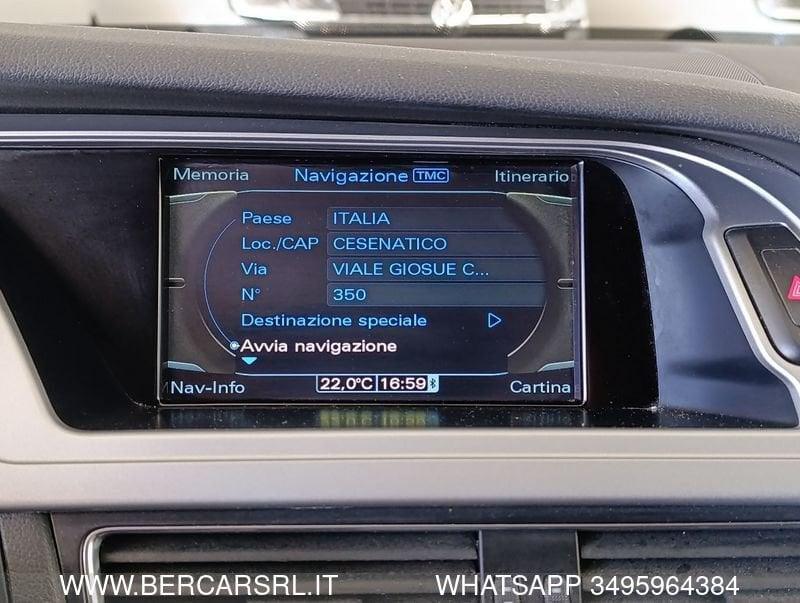 Memoria Navigazione TMC Itinerario
Paese ITALIA
Loc./CAP CESENATICO
Via VIALE GIOSUE C...
N° 350
Destinazione speciale
Avvia navigazione
Nav-Info 22,0°C 16:59 Cartina
WWW.BERCARSRL.IT WHATSAPP 3495964384